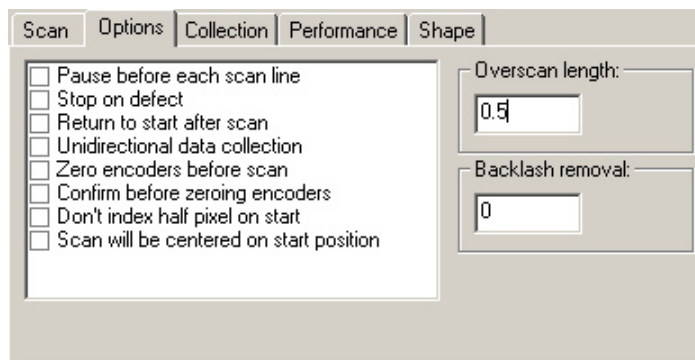 Scan Options Collection Performance Shape
Pause before each scan line
Stop on defect
Return to start after scan
Unidirectional data collection
Zero encoders before scan
Confirm before zeroing encoders
Don't index half pixel on start
Scan will be centered on start position
Overscan length:
0.5
Backlash removal:
0